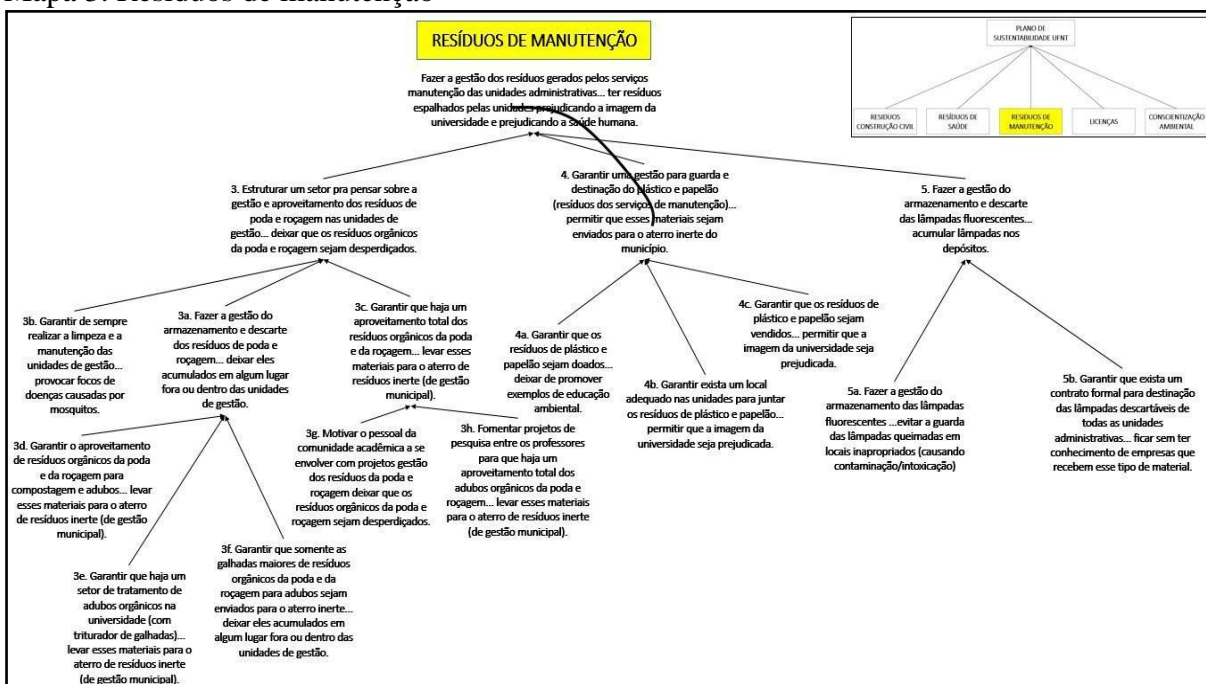 Mapa 3: Resíduos de manutenção
RESÍDUOS DE MANUTENÇÃO
Fazer a gestão dos resíduos gerados pelos serviços
manutenção das unidades administrativas... ter resíduos
espalhados pelas unidades prejudicando a imagem da
universidade e prejudicando a saúde humana.
PLANO DE
SUSTENTABILIDADE UFNT
RESIDUOS
CONSTRUÇÃO CIVIL
RESÍDUOS DE
SAÚDE
RESIDUOS DE
MANUTENÇÃO
LICENÇAS
CONSCIENTIZAÇÃO
AMBIENTAL
3. Estruturar um setor pra pensar sobre a
gestão e aproveitamento dos resíduos de
poda e roçagem nas unidades de
gestão... deixar que os resíduos orgânicos
da poda e roçagem sejam desperdiçados.
4. Garantir uma gestão para guarda e
destinação do plástico e papelão
(resíduos dos serviços de manutenção)...
permitir que esses materiais sejam
enviados para o aterro inerte do
município.
5. Fazer a gestão do
armazenamento e descarte
das lâmpadas fluorescentes...
acumular lâmpadas nos
depósitos.
3b. Garantir de sempre
realizar a limpeza e a
manutenção das
unidades de gestão...
provocar focos de
doenças causadas por
mosquitos.
3a. Fazer a gestão do
armazenamento e descarte
dos resíduos de poda e
roçagem... deixar eles
acumulados em algum lugar
fora ou dentro das unidades
de gestão.
3c. Garantir que haja um
aproveitamento total dos
resíduos orgânicos da poda
e da roçagem... levar esses
materiais para o aterro de
resíduos inerte (de gestão
municipal).
4a. Garantir que os
resíduos de plástico e
papelão sejam doados...
deixar de promover
exemplos de educação
ambiental.
4c. Garantir que os resíduos de
plástico e papelão sejam
vendidos... permitir que a
imagem da universidade seja
prejudicada.
4b. Garantir exista um local
adequado nas unidades para juntar
os resíduos de plástico e papelão...
permitir que a imagem da
universidade seja prejudicada.
5a. Fazer a gestão do
armazenamento das lâmpadas
fluorescentes ...evitar a guarda
das lâmpadas queimadas em
locais inapropriados (causando
contaminação/intoxicação)
5b. Garantir que exista um
contrato formal para destinação
das lâmpadas descartáveis de
todas as unidades
administrativas... ficar sem ter
conhecimento de empresas que
recebem esse tipo de material.
3d. Garantir o aproveitamento
de resíduos orgânicos da poda
e da roçagem para
compostagem e adubos... levar
esses materiais para o aterro
de resíduos inerte (de gestão
municipal).
3g. Motivar o pessoal da
comunidade acadêmica a se
envolver com projetos gestão
dos resíduos da poda e
roçagem deixar que os
resíduos orgânicos da poda e
roçagem sejam desperdiçados.
3h. Fomentar projetos de
pesquisa entre os professores
para que haja um
aproveitamento total dos
adubos orgânicos da poda e
roçagem... levar esses materiais
para o aterro de resíduos inerte
(de gestão municipal).
3e. Garantir que haja um
setor de tratamento de
adubos orgânicos na
universidade (com
triturador de galhadas)...
levar esses materiais para o
aterro de resíduos inerte
(de gestão municipal).
3f. Garantir que somente as
galhadas maiores de resíduos
orgânicos da poda e da
roçagem para adubos sejam
enviados para o aterro inerte...
deixar eles acumulados em
algum lugar fora ou dentro das
unidades de gestão.